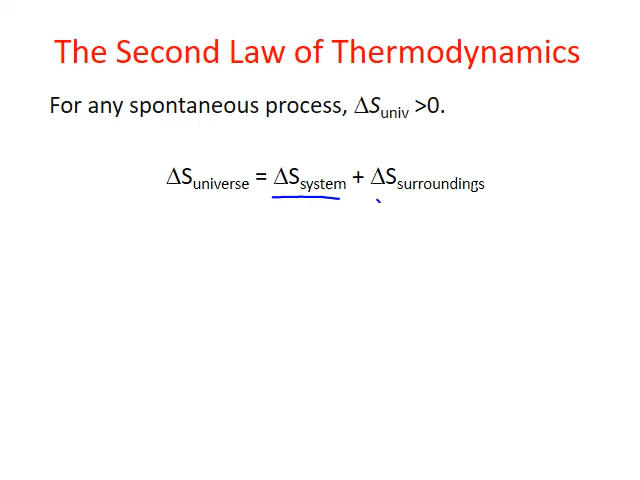 The Second Law of Thermodynamics
For any spontaneous process, ΔSuniv >0.
ΔSuniverse = ΔSsystem + ΔSsurroundings